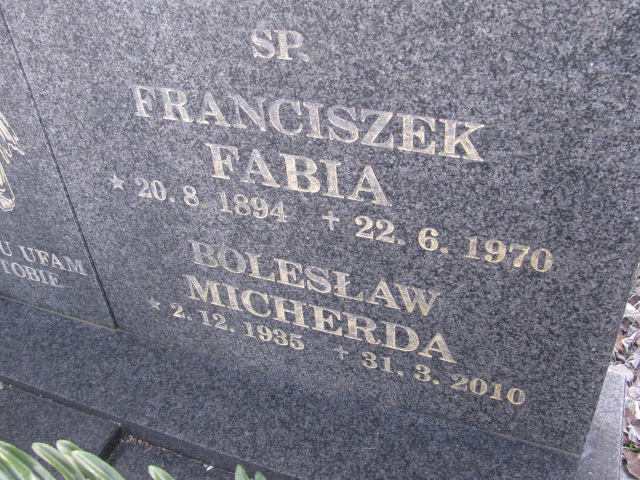 SP.
FRANCISZEK
FABIA
* 20. 8 1894 + 22. 6. 1970
BOLESŁAW
MICHERDA
* 2. 12. 1935 + 31. 3. 2010
U UFAM
TOBIE